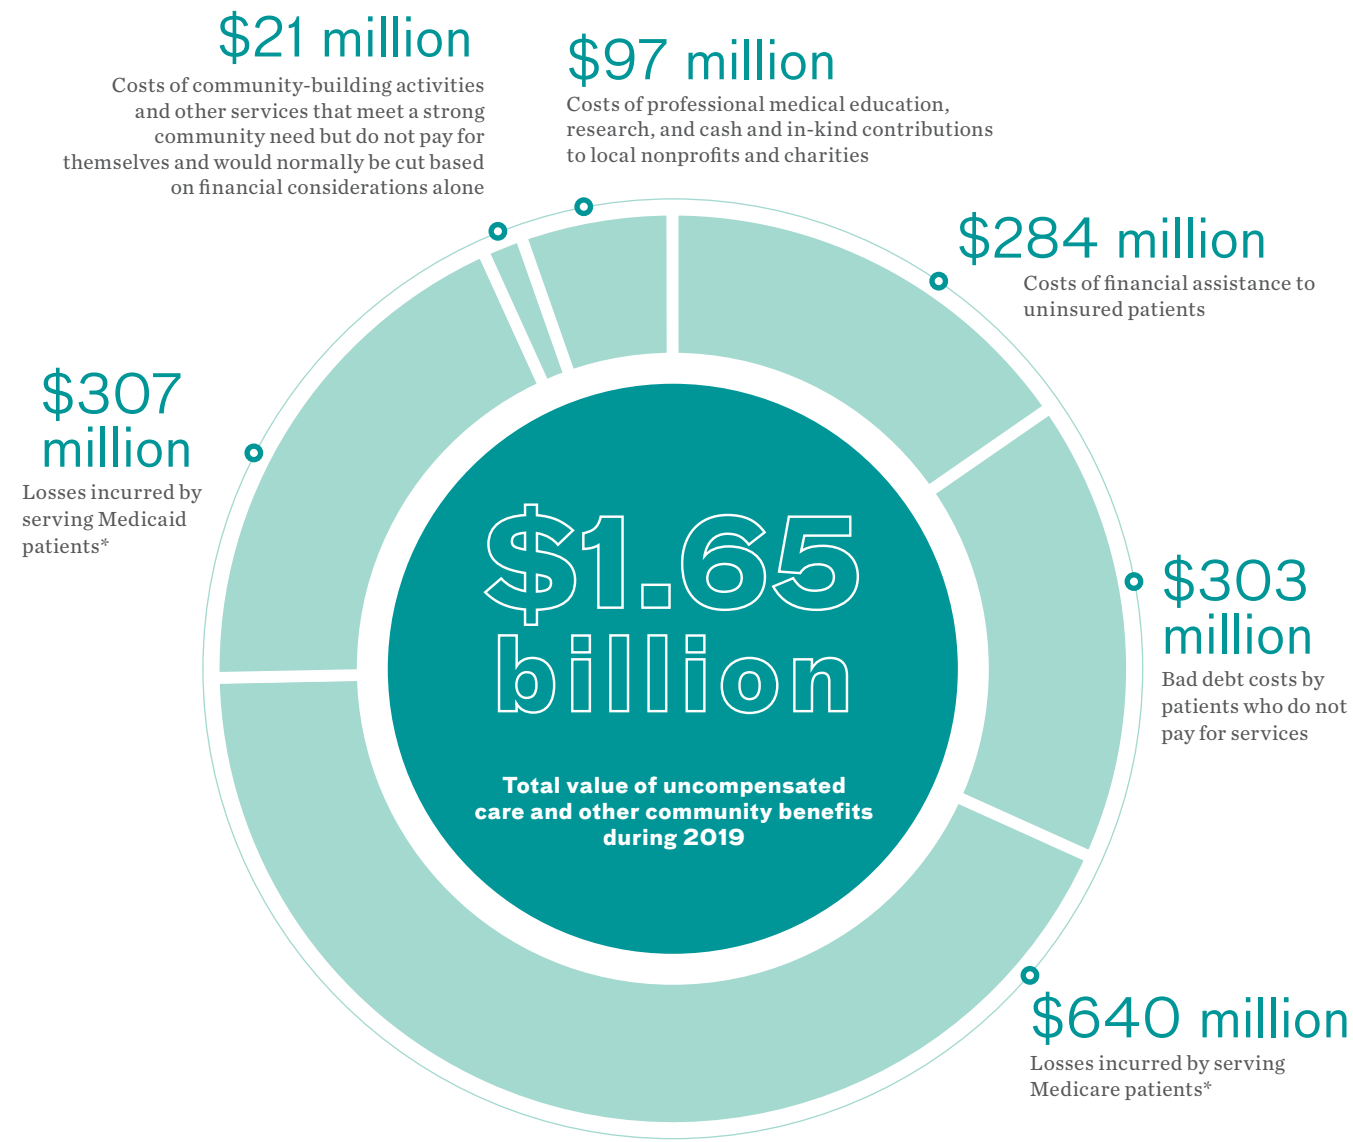 $21 million
Costs of community-building activities
and other services that meet a strong
community need but do not pay for
themselves and would normally be cut based
on financial considerations alone
$97 million
Costs of professional medical education,
research, and cash and in-kind contributions
to local nonprofits and charities
$284 million
Costs of financial assistance to
uninsured patients
$307
million
Losses incurred by
serving Medicaid
patients*
$1.65
billion
Total value of uncompensated
care and other community benefits
during 2019
$303
million
Bad debt costs by
patients who do not
pay for services
$640 million
Losses incurred by serving
Medicare patients*